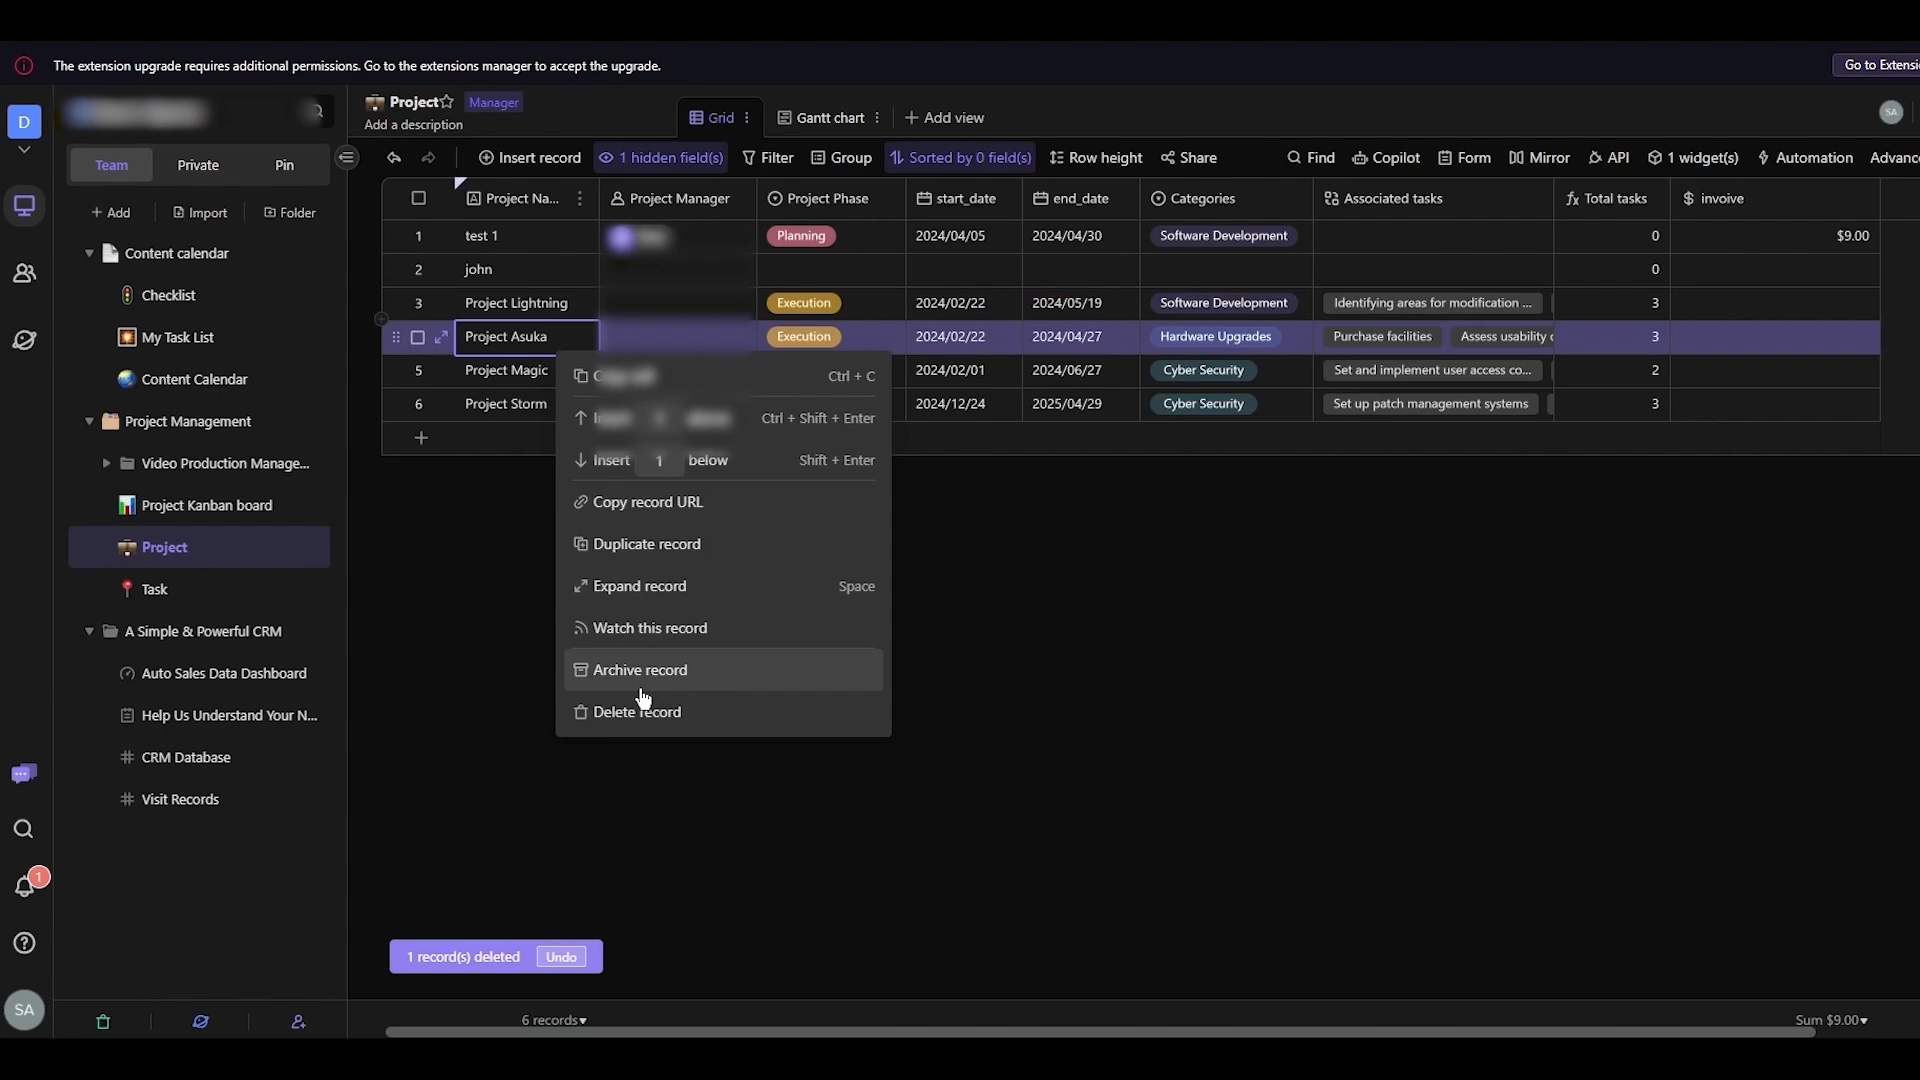 The extension upgrade requires additional permissions. Go to the extensions manager to accept the upgrade.
Go to Extensi
D
Project
Manager
Add a description
Grid
Gantt chart
Add view
SA
Team
Private
Pin
Insert record
1 hidden field(s)
Filter
Group
Sorted by 0 field(s)
Row height
Share
Find
Copilot
Form
Mirror
API
1 widget(s)
Automation
Advanc
+ Add
Import
Folder
Project Na...
Project Manager
Project Phase
start_date
end_date
Categories
Associated tasks
fx Total tasks
$ invoive
1 test 1 Planning 2024/04/05 2024/04/30 Software Development 0 $9.00
2 john 0
3 Project Lightning Execution 2024/02/22 2024/05/19 Software Development Identifying areas for modification ... 3
Project Asuka Execution 2024/02/22 2024/04/27 Hardware Upgrades Purchase facilities Assess usability c 3
5 Project Magic 2024/02/01 2024/06/27 Cyber Security Set and implement user access co... 2
6 Project Storm 2024/12/24 2025/04/29 Cyber Security Set up patch management systems 3
Content calendar
Checklist
My Task List
Content Calendar
Project Management
Video Production Manage...
Project Kanban board
Project
Task
A Simple & Powerful CRM
Auto Sales Data Dashboard
Help Us Understand Your N...
CRM Database
Visit Records
Ctrl + C
Ctrl + Shift + Enter
Insert 1 below Shift + Enter
Copy record URL
Duplicate record
Expand record Space
Watch this record
Archive record
Delete record
1
1 record(s) deleted Undo
SA
6 records
Sum $9.00